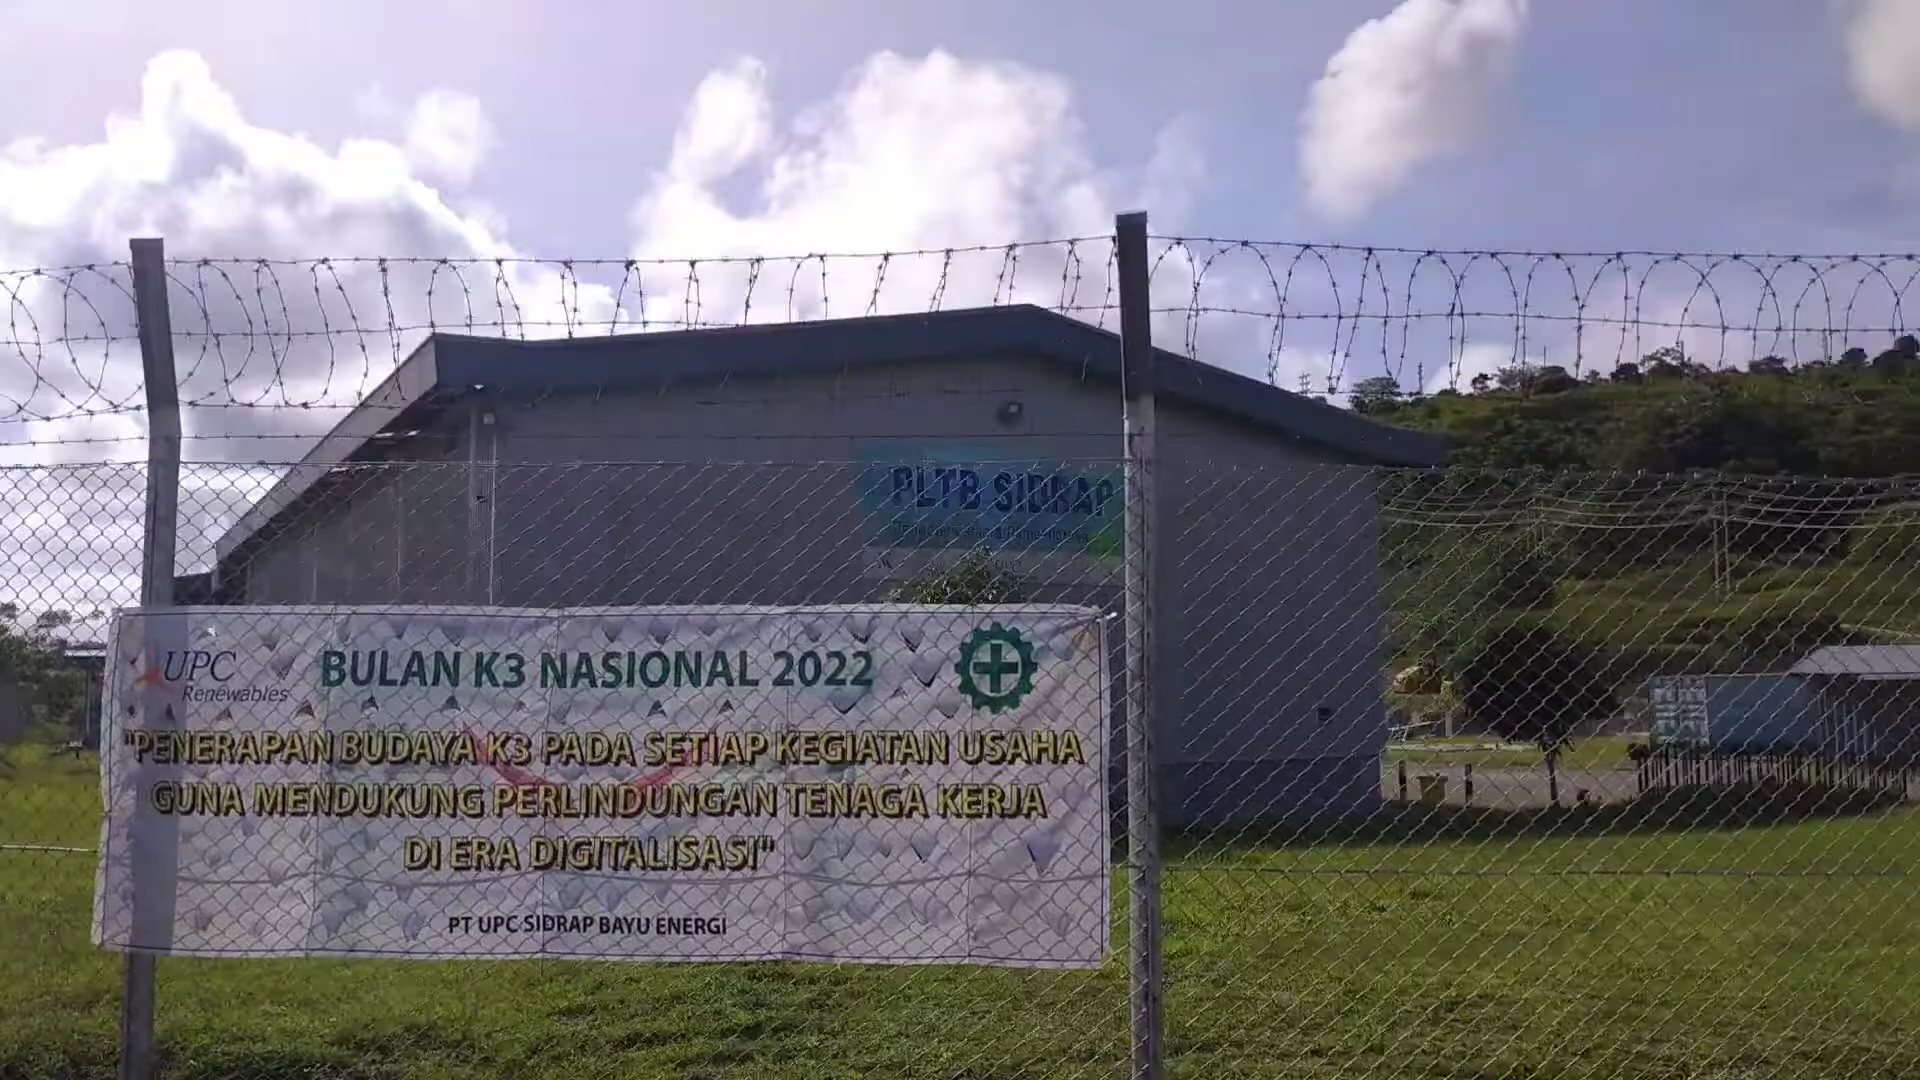 PLTB SIDRAP
UPC
Renewables
BULAN K3 NASIONAL 2022
"PENERAPAN BUDAYA K3 PADA SETIAP KEGIATAN USAHA
GUNA MENDUKUNG PERLINDUNGAN TENAGA KERJA
DI ERA DIGITALISASI"
PT UPC SIDRAP BAYU ENERGI